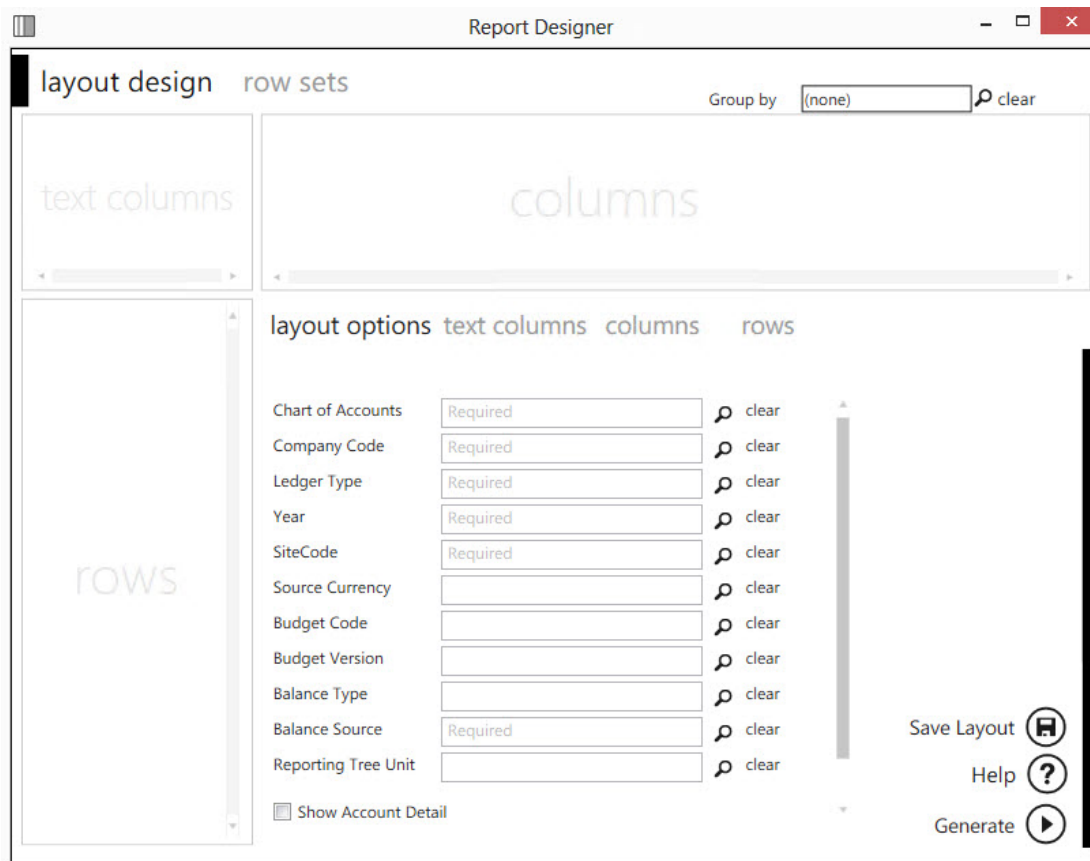 Report Designer
layout design row sets
Group by (none) clear
text columns columns
layout options text columns columns rows
rows
Chart of Accounts Required clear
Company Code Required clear
Ledger Type Required clear
Year Required clear
SiteCode Required clear
Source Currency clear
Budget Code clear
Budget Version clear
Balance Type clear
Balance Source Required clear
Reporting Tree Unit clear
Show Account Detail
Save Layout
Help ?
Generate